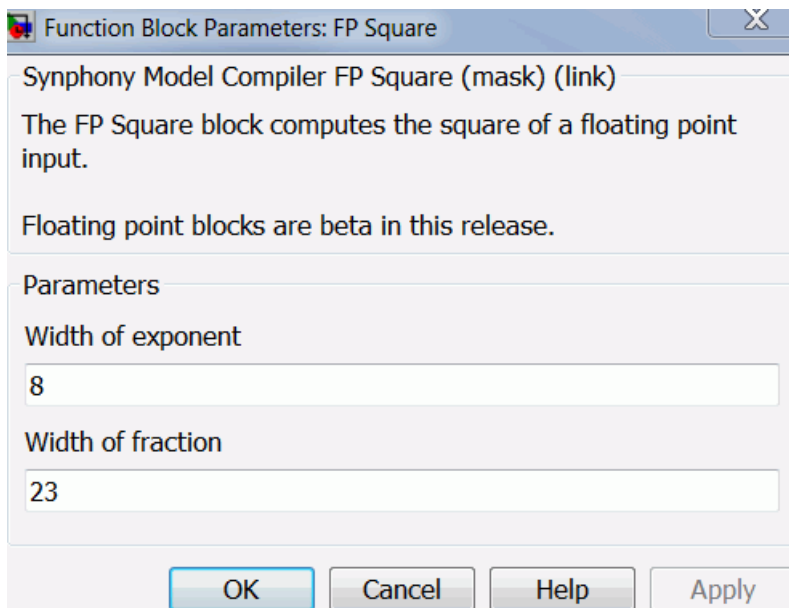 Function Block Parameters: FP Square
Synphony Model Compiler FP Square (mask) (link)
The FP Square block computes the square of a floating point
input.
Floating point blocks are beta in this release.
Parameters
Width of exponent
8
Width of fraction
23
OK Cancel Help Apply